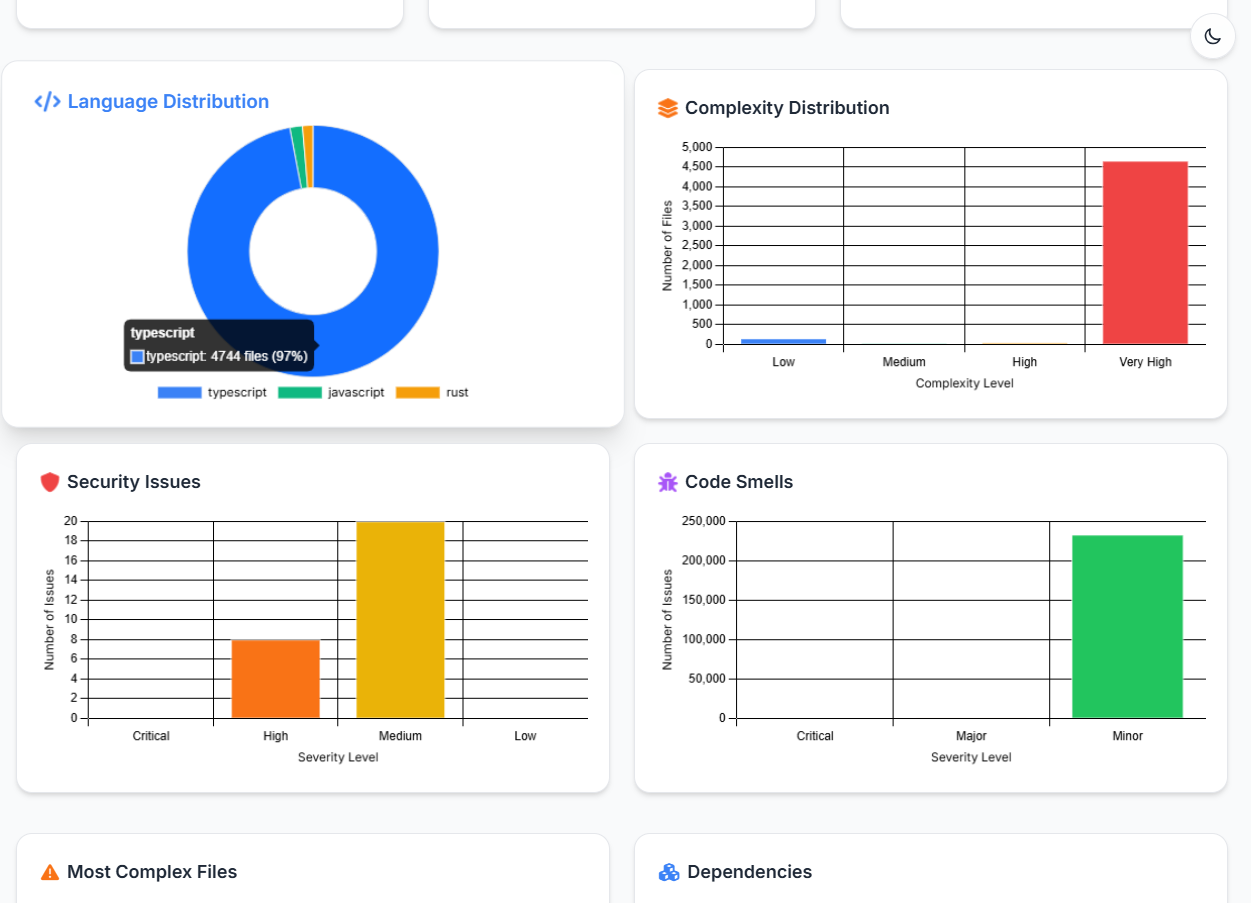 Language Distribution
typescript
typescript: 4744 files (97%)
typescript javascript rust
Complexity Distribution
Number of Files
5,000
4,500
4,000
3,500
3,000
2,500
2,000
1,500
1,000
500
0
Low Medium High Very High
Complexity Level
Security Issues
Number of Issues
20
18
16
14
12
10
8
6
4
2
0
Critical High Medium Low
Severity Level
Code Smells
Number of Issues
250,000
200,000
150,000
100,000
50,000
0
Critical Major Minor
Severity Level
Most Complex Files
Dependencies